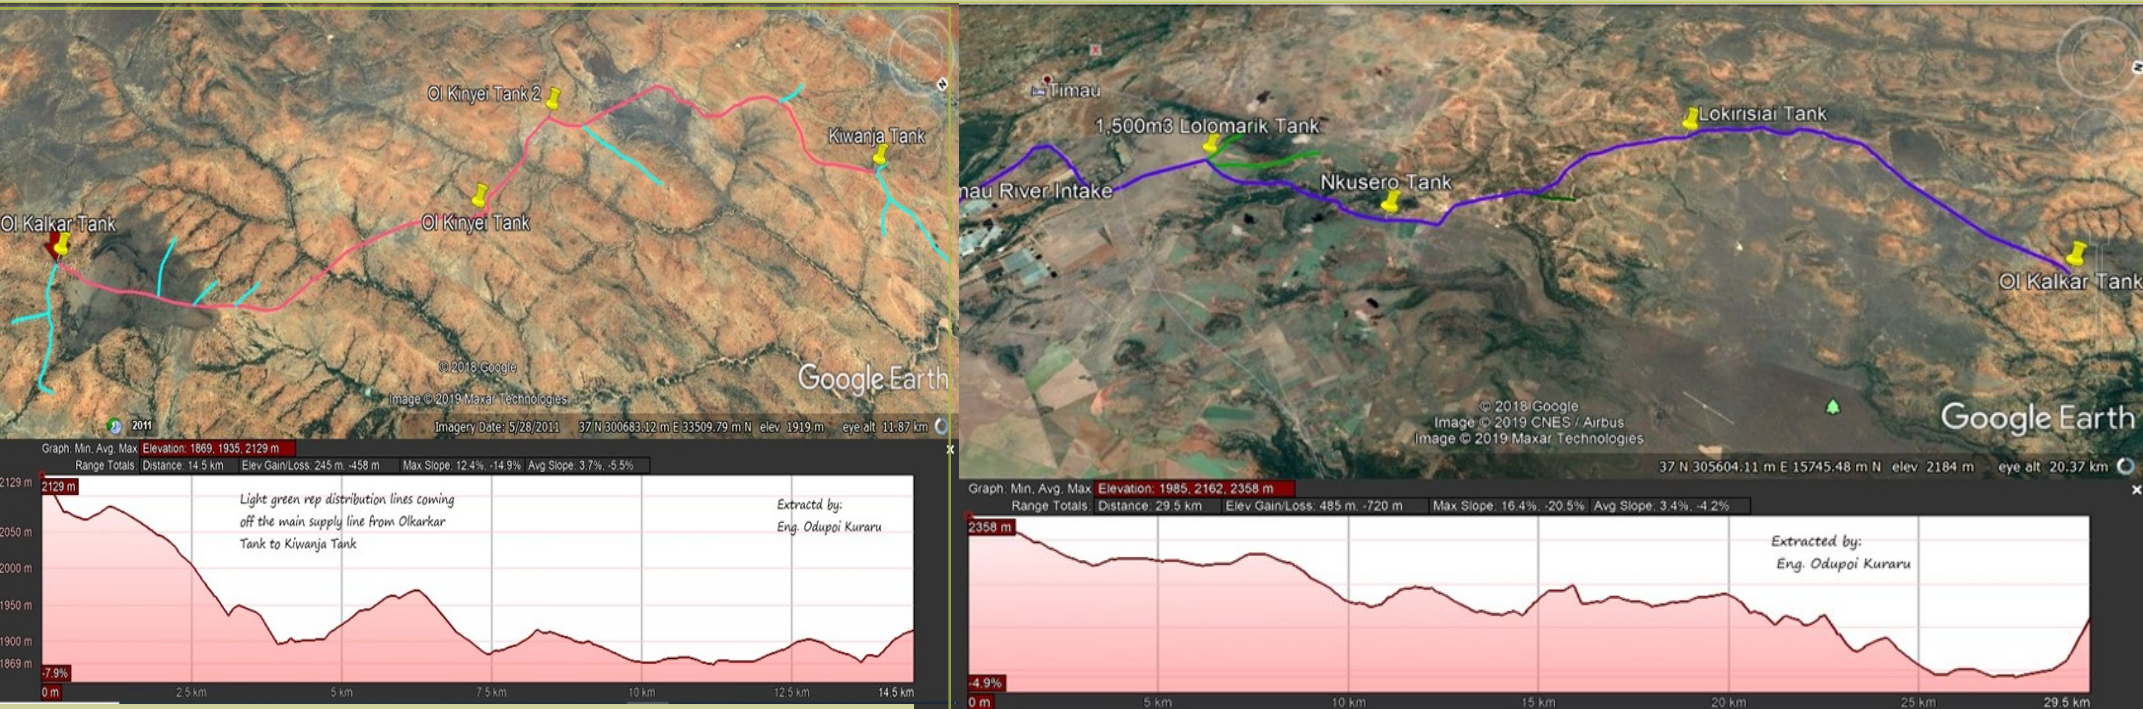 Ol Kinyei Tank 2
Kiwanja Tank
Ol Kalkar Tank
Ol Kinyei Tank
© 2018 Google
Google Earth
Image © 2019 Maxar Technologies
2011
Imagery Date: 5/28/2011 37 N 300683.12 m E 33509.79 m N elev 1919 m eye alt 11.87 km
Graph: Min, Avg, Max Elevation: 1869, 1935, 2129 m
Range Totals: Distance: 14.5 km Elev Gain/Loss: 245 m, -458 m Max Slope: 12.4%, -14.9% Avg Slope: 3.7%, -5.5%
2129 m
2129 m
2050 m
2000 m
1950 m
1900 m
1869 m
-7.9%
Light green rep distribution lines coming
off the main supply line from Olkarkar
Tank to Kiwanja Tank
Extractd by:
Eng. Odupoi Kuraru
0 m 2.5 km 5 km 7.5 km 10 km 12.5 km 14.5 km
Timau
1,500m3 Lolomarik Tank
Lokirisiai Tank
nau River Intake
Nkusero Tank
Ol Kalkar Tank
© 2018 Google
Image © 2019 CNES / Airbus
Image © 2019 Maxar Technologies
Google Earth
37 N 305604.11 m E 15745.48 m N elev 2184 m eye alt 20.37 km
Graph: Min, Avg, Max Elevation: 1985, 2162, 2358 m
Range Totals: Distance: 29.5 km Elev Gain/Loss: 485 m, -720 m Max Slope: 16.4%, -20.5% Avg Slope: 3.4%, -4.2%
2358 m
Extracted by:
Eng. Odupoi Kuraru
-4.9%
0 m 5 km 10 km 15 km 20 km 25 km 29.5 km